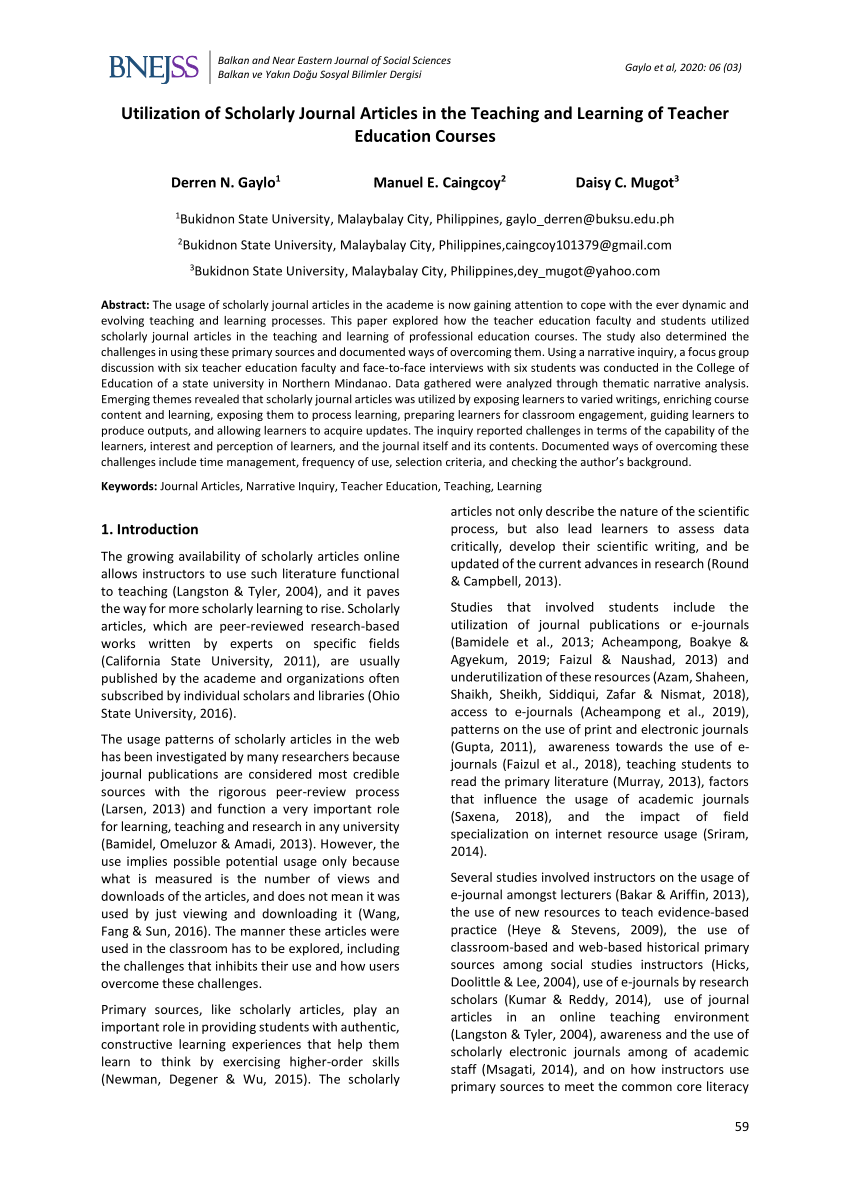 BNEJSS
Balkan and Near Eastern Journal of Social Sciences
Balkan ve Yakın Doğu Sosyal Bilimler Dergisi
Gaylo et al, 2020: 06 (03)
Utilization of Scholarly Journal Articles in the Teaching and Learning of Teacher
Education Courses
Derren N. Gaylo1 Manuel E. Caingcoy2 Daisy C. Mugot3
1Bukidnon State University, Malaybalay City, Philippines, gaylo_derren@buksu.edu.ph
2Bukidnon State University, Malaybalay City, Philippines,caingcoy101379@gmail.com
3Bukidnon State University, Malaybalay City, Philippines,dey_mugot@yahoo.com
Abstract: The usage of scholarly journal articles in the academe is now gaining attention to cope with the ever dynamic and
evolving teaching and learning processes. This paper explored how the teacher education faculty and students utilized
scholarly journal articles in the teaching and learning of professional education courses. The study also determined the
challenges in using these primary sources and documented ways of overcoming them. Using a narrative inquiry, a focus group
discussion with six teacher education faculty and face-to-face interviews with six students was conducted in the College of
Education of a state university in Northern Mindanao. Data gathered were analyzed through thematic narrative analysis.
Emerging themes revealed that scholarly journal articles was utilized by exposing learners to varied writings, enriching course
content and learning, exposing them to process learning, preparing learners for classroom engagement, guiding learners to
produce outputs, and allowing learners to acquire updates. The inquiry reported challenges in terms of the capability of the
learners, interest and perception of learners, and the journal itself and its contents. Documented ways of overcoming these
challenges include time management, frequency of use, selection criteria, and checking the author's background.
Keywords: Journal Articles, Narrative Inquiry, Teacher Education, Teaching, Learning
1. Introduction
The growing availability of scholarly articles online
allows instructors to use such literature functional
to teaching (Langston & Tyler, 2004), and it paves
the way for more scholarly learning to rise. Scholarly
articles, which are peer-reviewed research-based
works written by experts on specific fields
(California State University, 2011), are usually
published by the academe and organizations often
subscribed by individual scholars and libraries (Ohio
State University, 2016).
The usage patterns of scholarly articles in the web
has been investigated by many researchers because
journal publications are considered most credible
sources with the rigorous peer-review process
(Larsen, 2013) and function a very important role
for learning, teaching and research in any university
(Bamidel, Omeluzor & Amadi, 2013). However, the
use implies possible potential usage only because
what is measured is the number of views and
downloads of the articles, and does not mean it was
used by just viewing and downloading it (Wang,
Fang & Sun, 2016). The manner these articles were
used in the classroom has to be explored, including
the challenges that inhibits their use and how users
overcome these challenges.
Primary sources, like scholarly articles, play an
important role in providing students with authentic,
constructive learning experiences that help them
learn to think by exercising higher-order skills
(Newman, Degener & Wu, 2015). The scholarly
articles not only describe the nature of the scientific
process, but also lead learners to assess data
critically, develop their scientific writing, and be
updated of the current advances in research (Round
& Campbell, 2013).
Studies that involved students include the
utilization of journal publications or e-journals
(Bamidele et al., 2013; Acheampong, Boakye &
Agyekum, 2019; Faizul & Naushad, 2013) and
underutilization of these resources (Azam, Shaheen,
Shaikh, Sheikh, Siddiqui, Zafar & Nismat, 2018),
access to e-journals (Acheampong et al., 2019),
patterns on the use of print and electronic journals
(Gupta, 2011), awareness towards the use of e-
journals (Faizul et al., 2018), teaching students to
read the primary literature (Murray, 2013), factors
that influence the usage of academic journals
(Saxena, 2018), and the impact of field
specialization on internet resource usage (Sriram,
2014).
Several studies involved instructors on the usage of
e-journal amongst lecturers (Bakar & Ariffin, 2013),
the use of new resources to teach evidence-based
practice (Heye & Stevens, 2009), the use of
classroom-based and web-based historical primary
sources among social studies instructors (Hicks,
Doolittle & Lee, 2004), use of e-journals by research
scholars (Kumar & Reddy, 2014), use of journal
articles in an online teaching environment
(Langston & Tyler, 2004), awareness and the use of
scholarly electronic journals among of academic
staff (Msagati, 2014), and on how instructors use
primary sources to meet the common core literacy
59